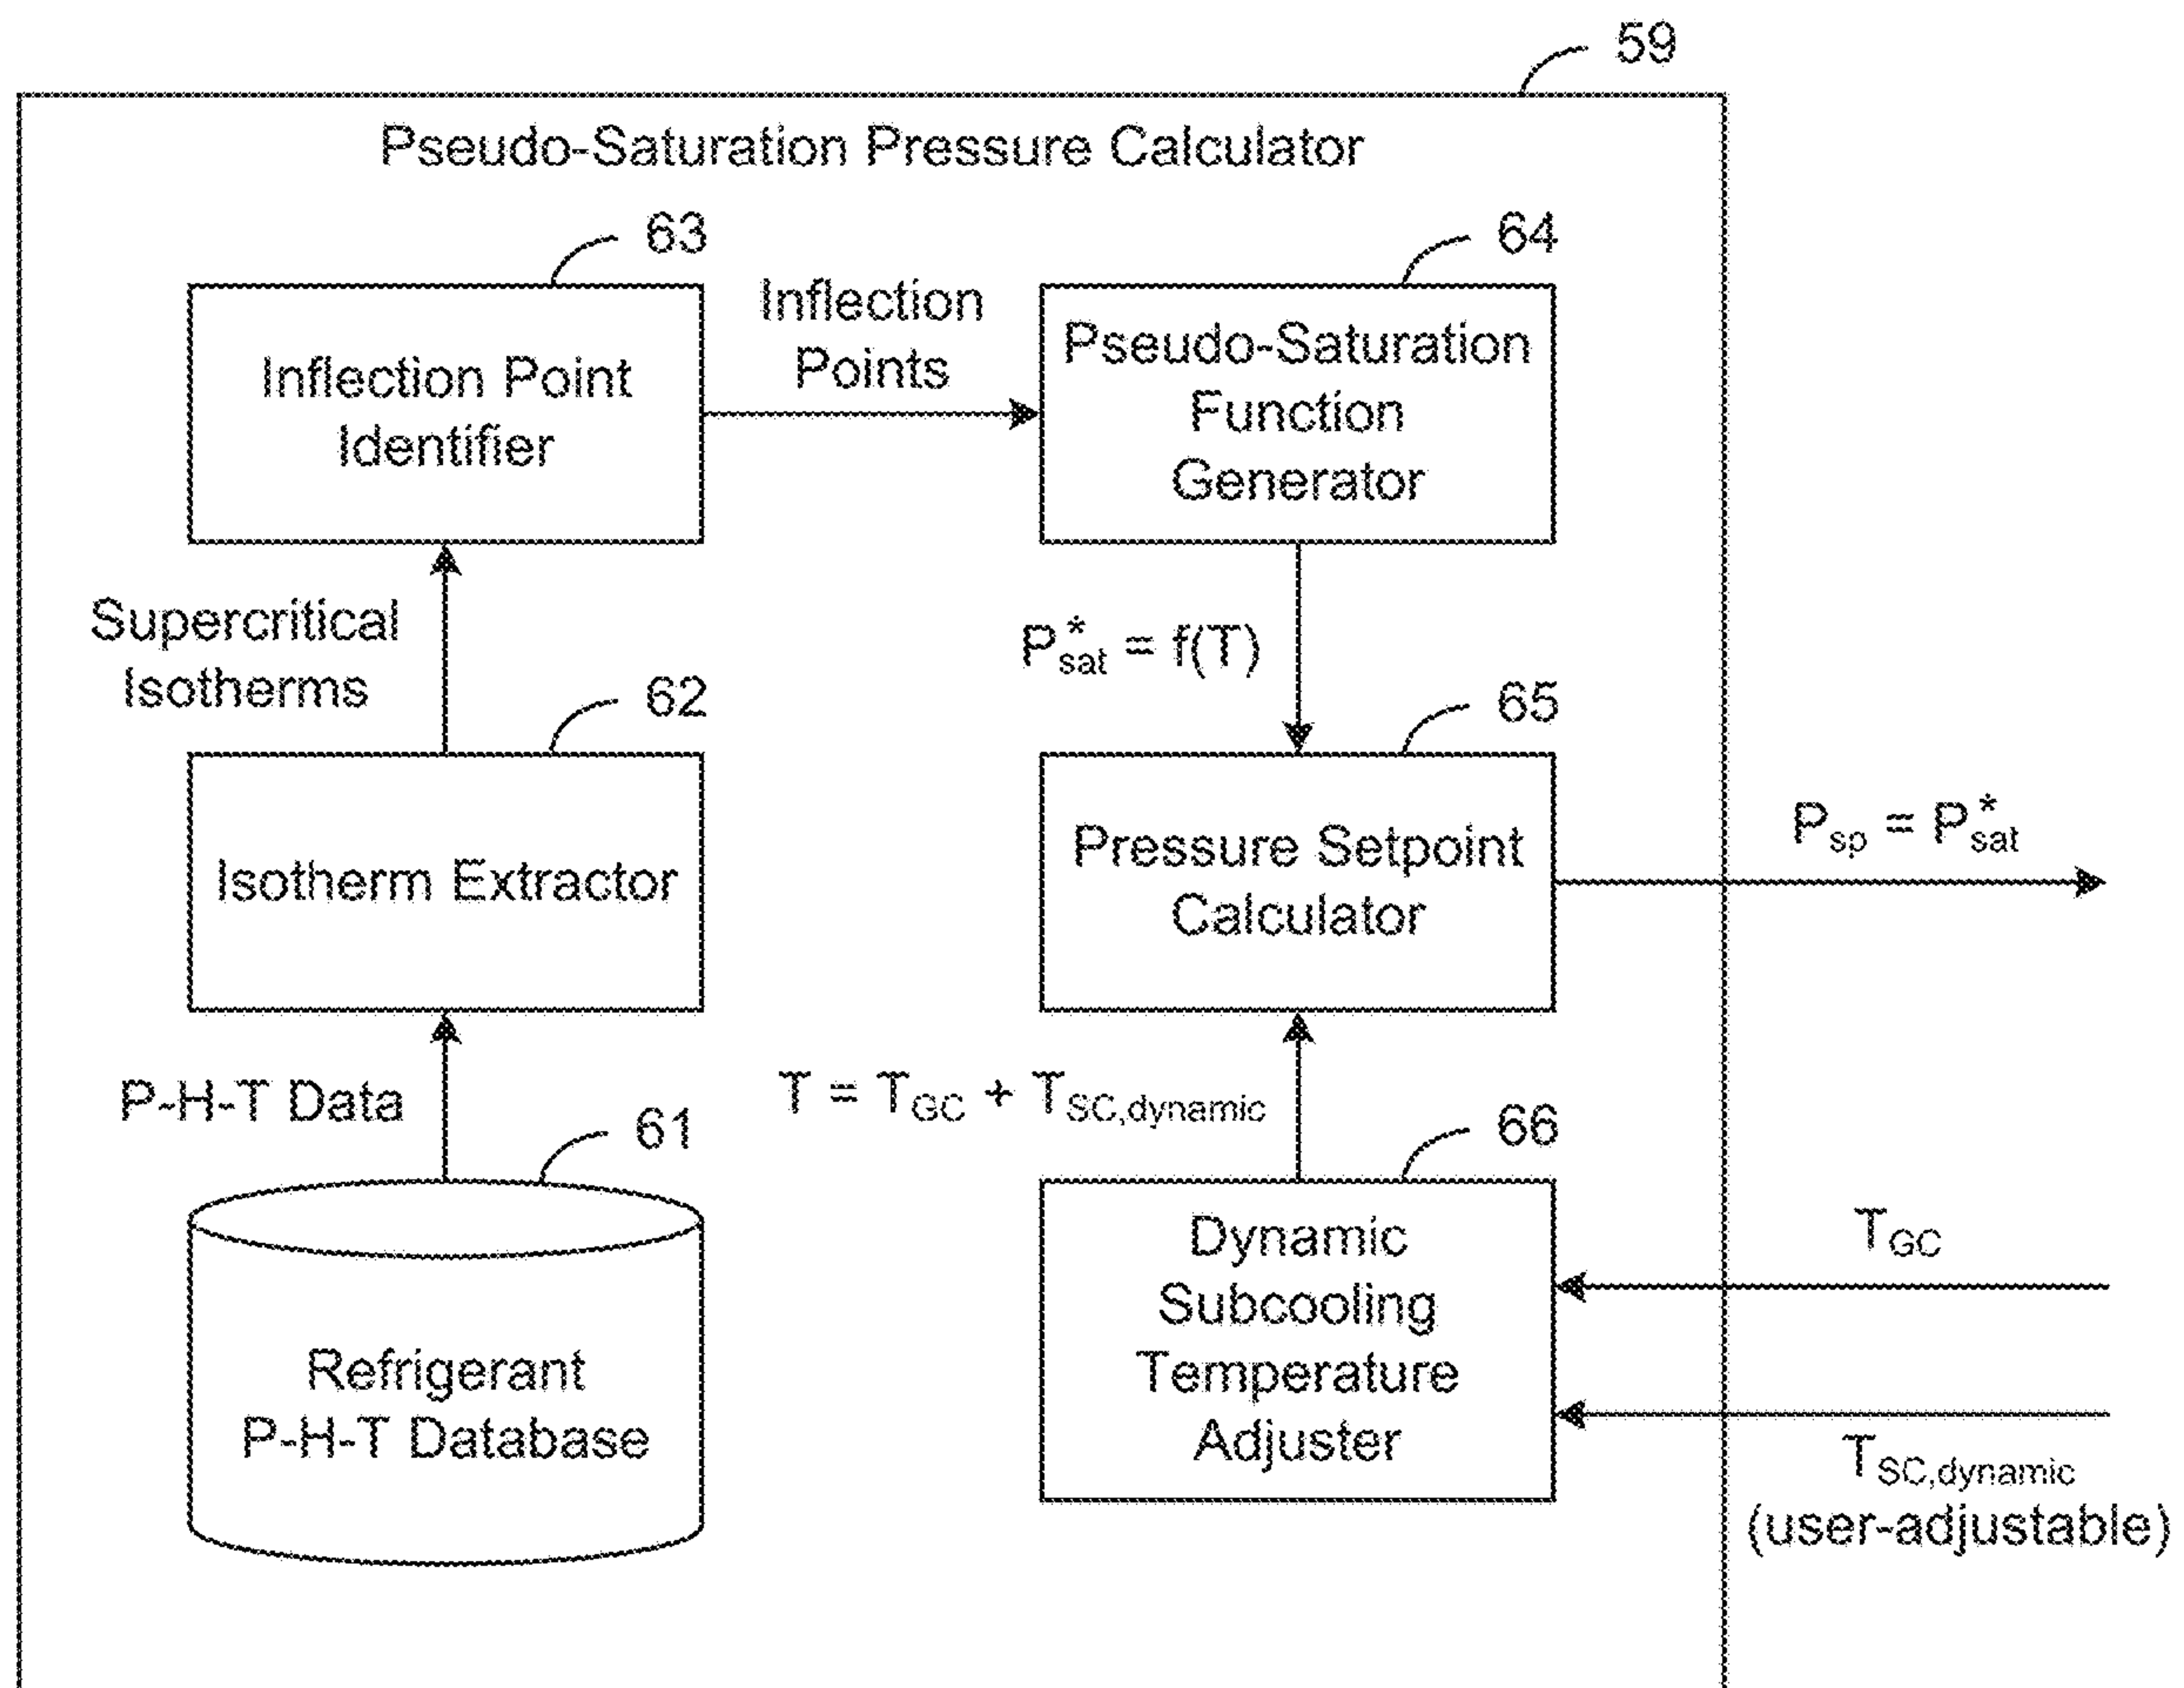 59
Pseudo-Saturation Pressure Calculator
63
64
Inflection Point
Identifier
Inflection
Points
Pseudo-Saturation
Function
Generator
Supercritical
Isotherms
P*sat = f(T)
62
65
Isotherm Extractor
Pressure Setpoint
Calculator
Psp = P*sat
P-H-T Data
T = TGC + TSC,dynamic
61
66
Refrigerant
P-H-T Database
Dynamic
Subcooling
Temperature
Adjuster
TGC
TSC,dynamic
(user-adjustable)